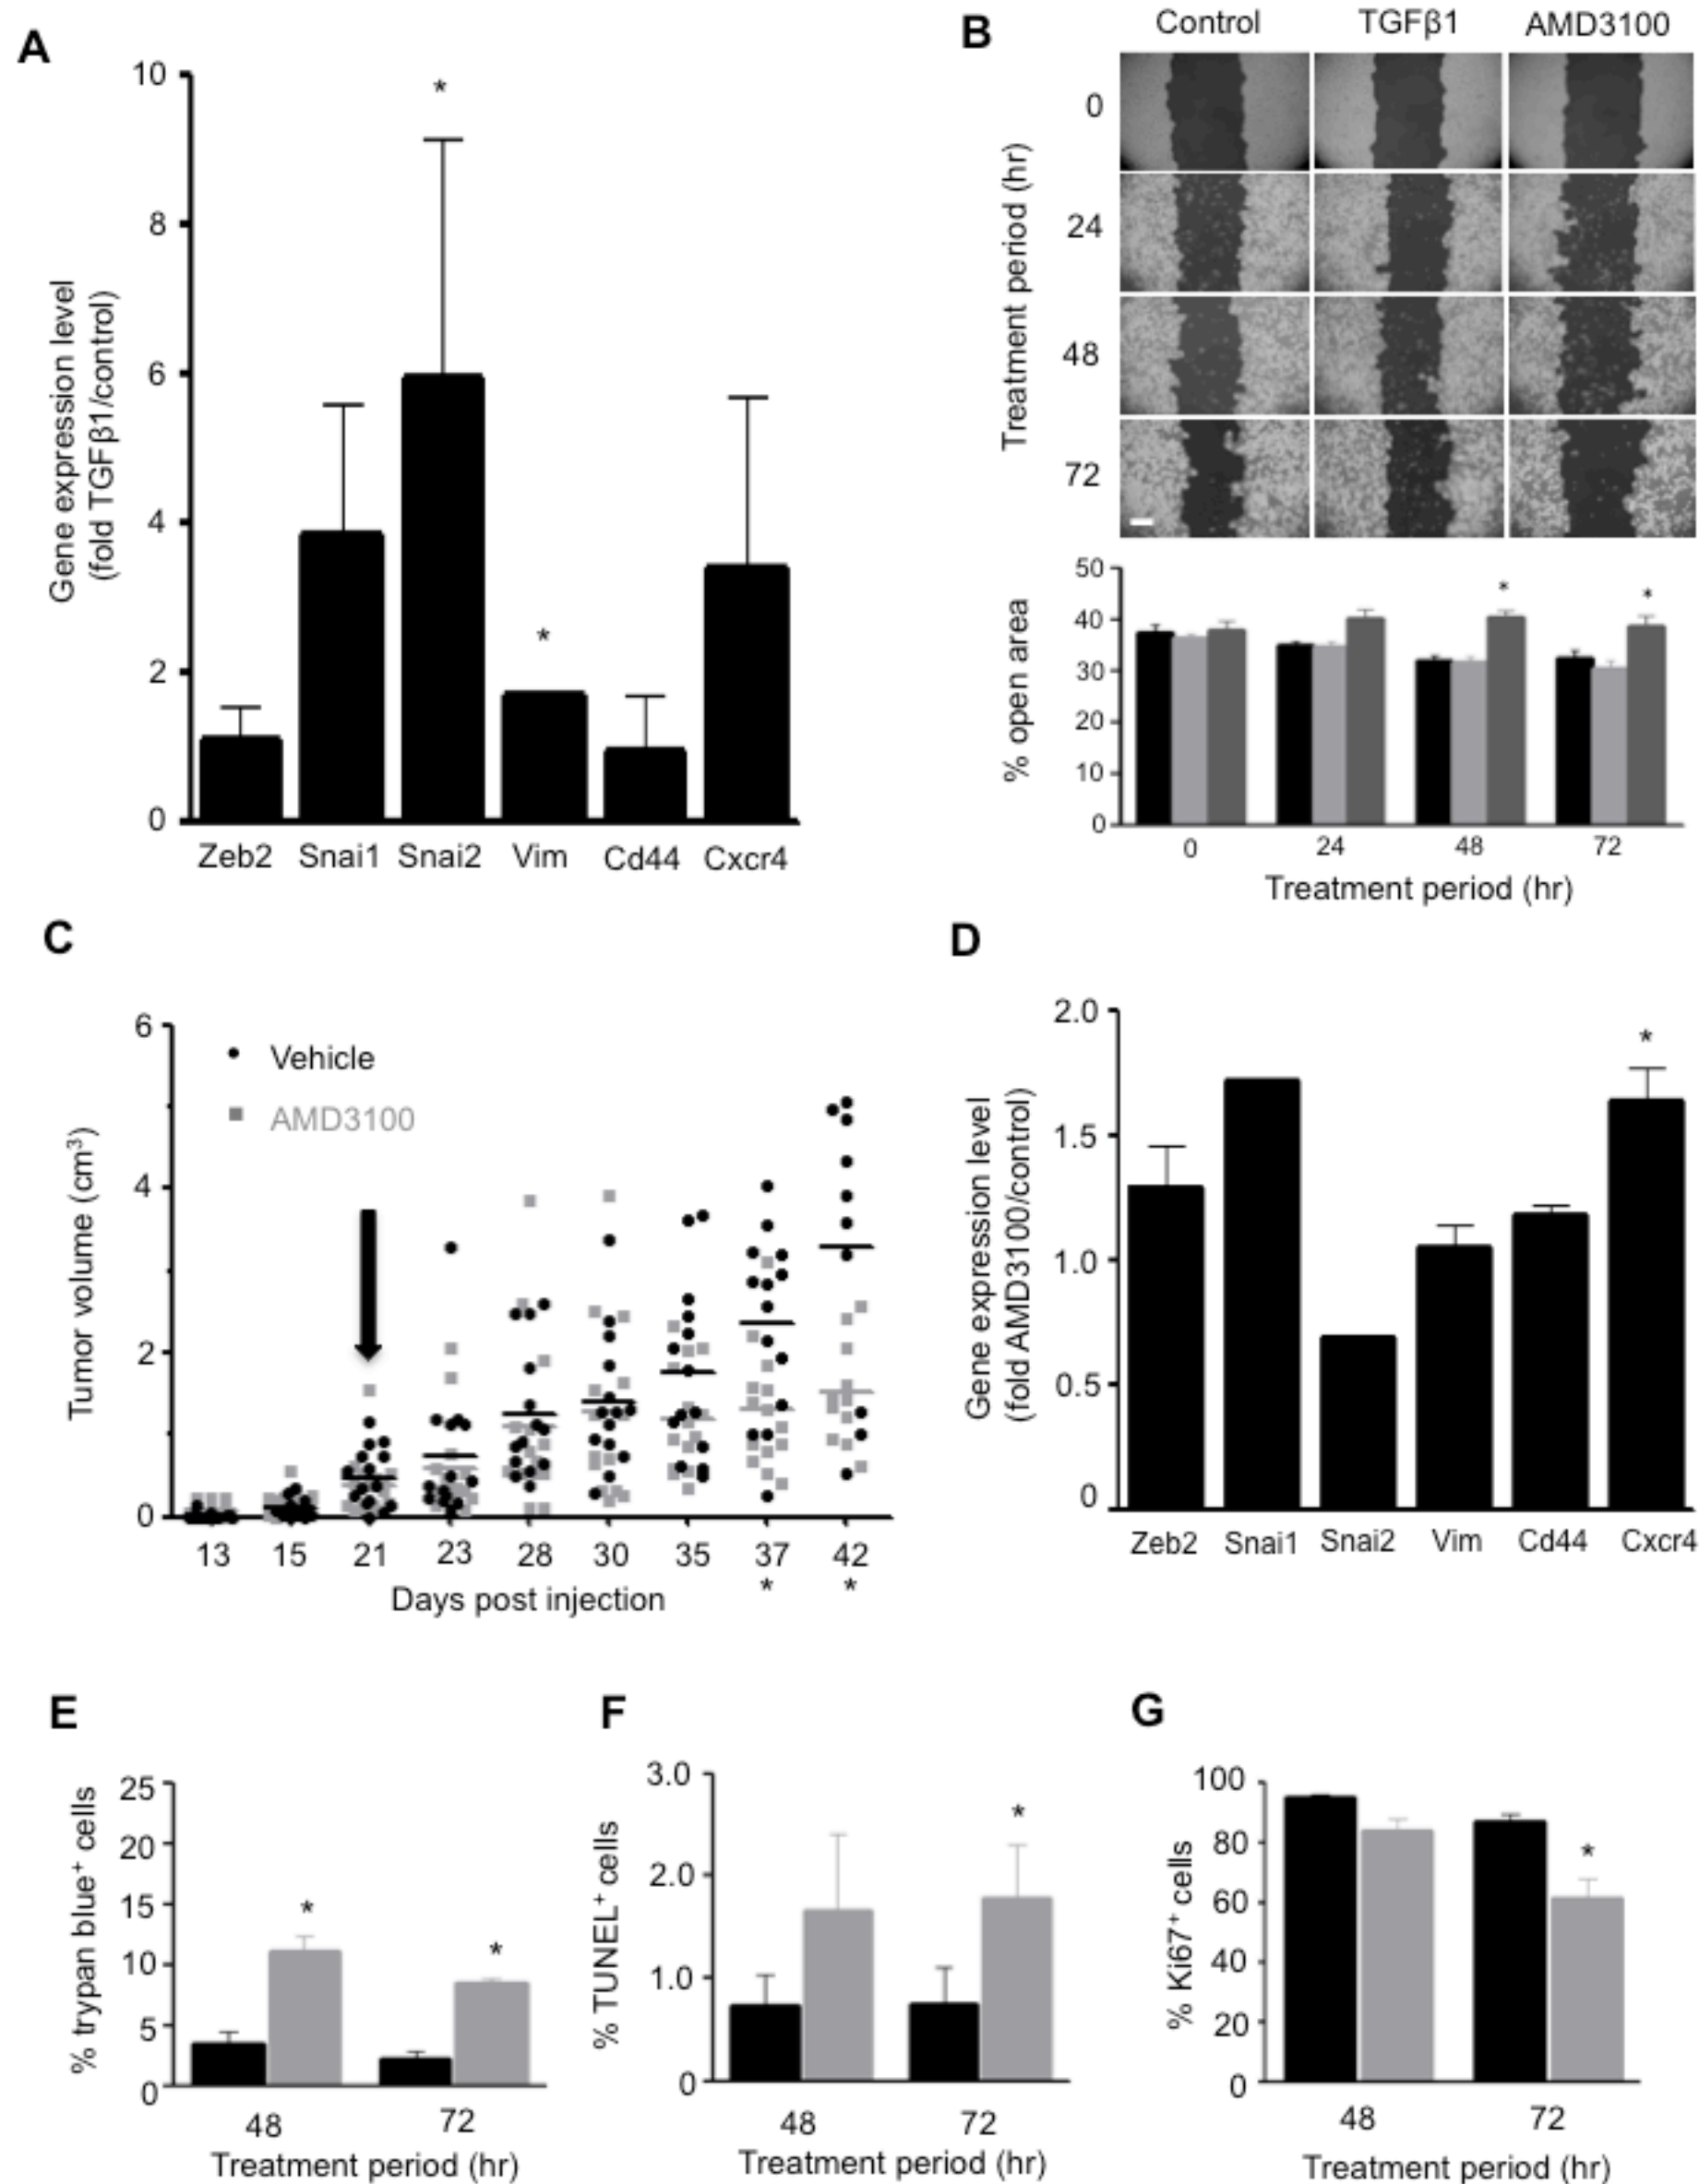 A
10
8
6
4
2
0
Gene expression level
(fold TGFβ1/control)
*
*
Zeb2 Snai1 Snai2 Vim Cd44 Cxcr4
B
Control TGFβ1 AMD3100
Treatment period (hr)
0
24
48
72
50
40
30
20
10
0
% open area
* *
0 24 48 72
Treatment period (hr)
C
6
4
2
0
Tumor volume (cm³)
Vehicle
AMD3100
13 15 21 23 28 30 35 37 42
* *
Days post injection
D
2.0
1.5
1.0
0.5
0
Gene expression level
(fold AMD3100/control)
*
Zeb2 Snai1 Snai2 Vim Cd44 Cxcr4
E
25
20
15
10
5
0
% trypan blue⁺ cells
* *
48 72
Treatment period (hr)
F
3.0
2.0
1.0
0
% TUNEL⁺ cells
*
48 72
Treatment period (hr)
G
100
80
60
40
20
0
% Ki67⁺ cells
*
48 72
Treatment period (hr)